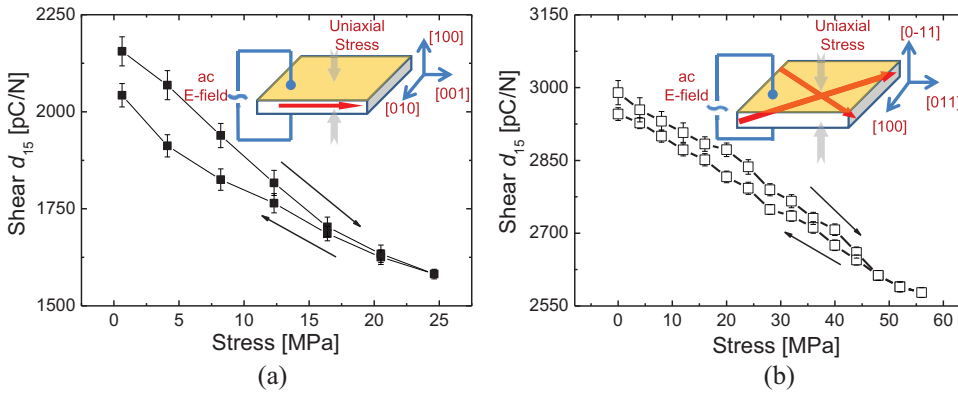 (a)
2250
2000
1750
1500
Shear d15 [pC/N]
0
5
10
15
20
25
Stress [MPa]
Uniaxial
Stress
ac
E-field
[100]
[001]
[010]
(a)
(b)
3150
3000
2850
2700
2550
Shear d15 [pC/N]
0
10
20
30
40
50
60
Stress [MPa]
Uniaxial
Stress
ac
E-field
[0-11]
[011]
[100]
(b)